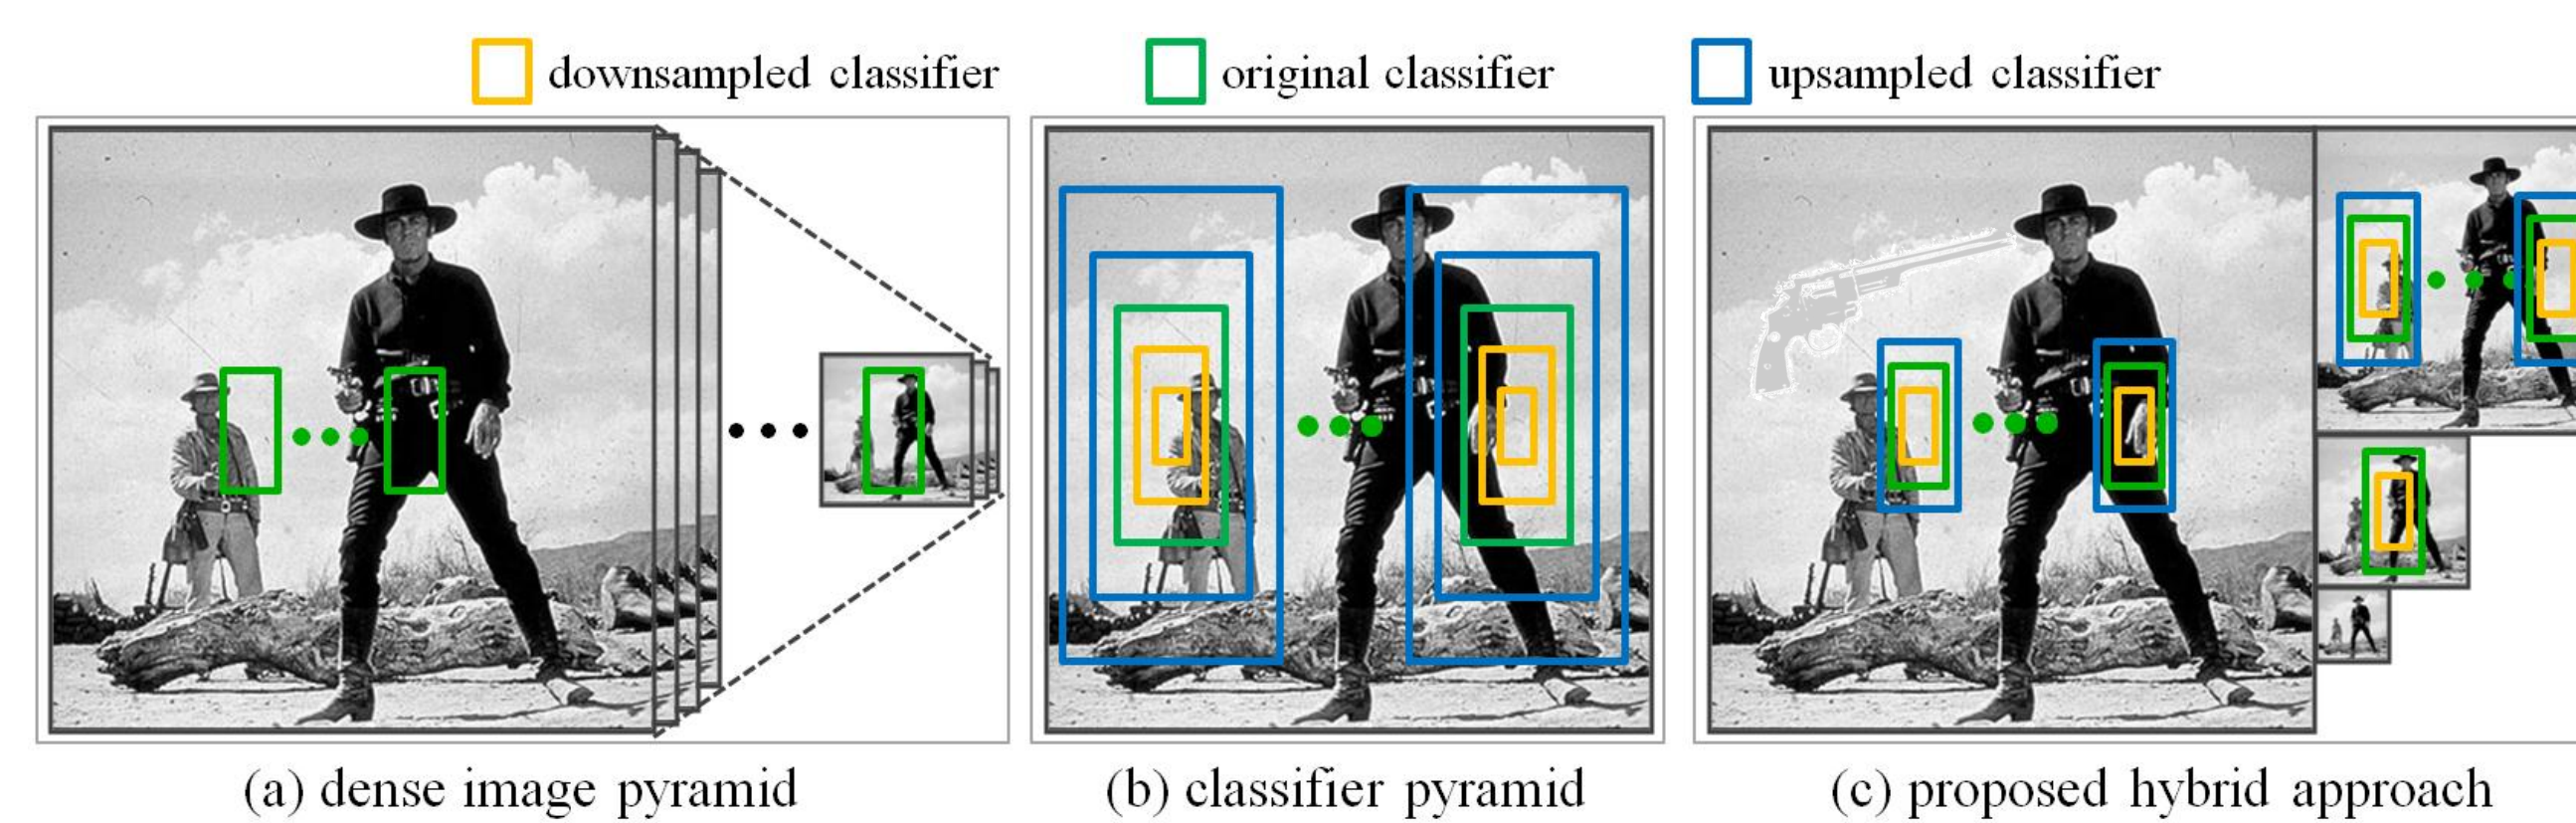 downsampled classifier
original classifier
upsampled classifier
(a) dense image pyramid
(b) classifier pyramid
(c) proposed hybrid approach